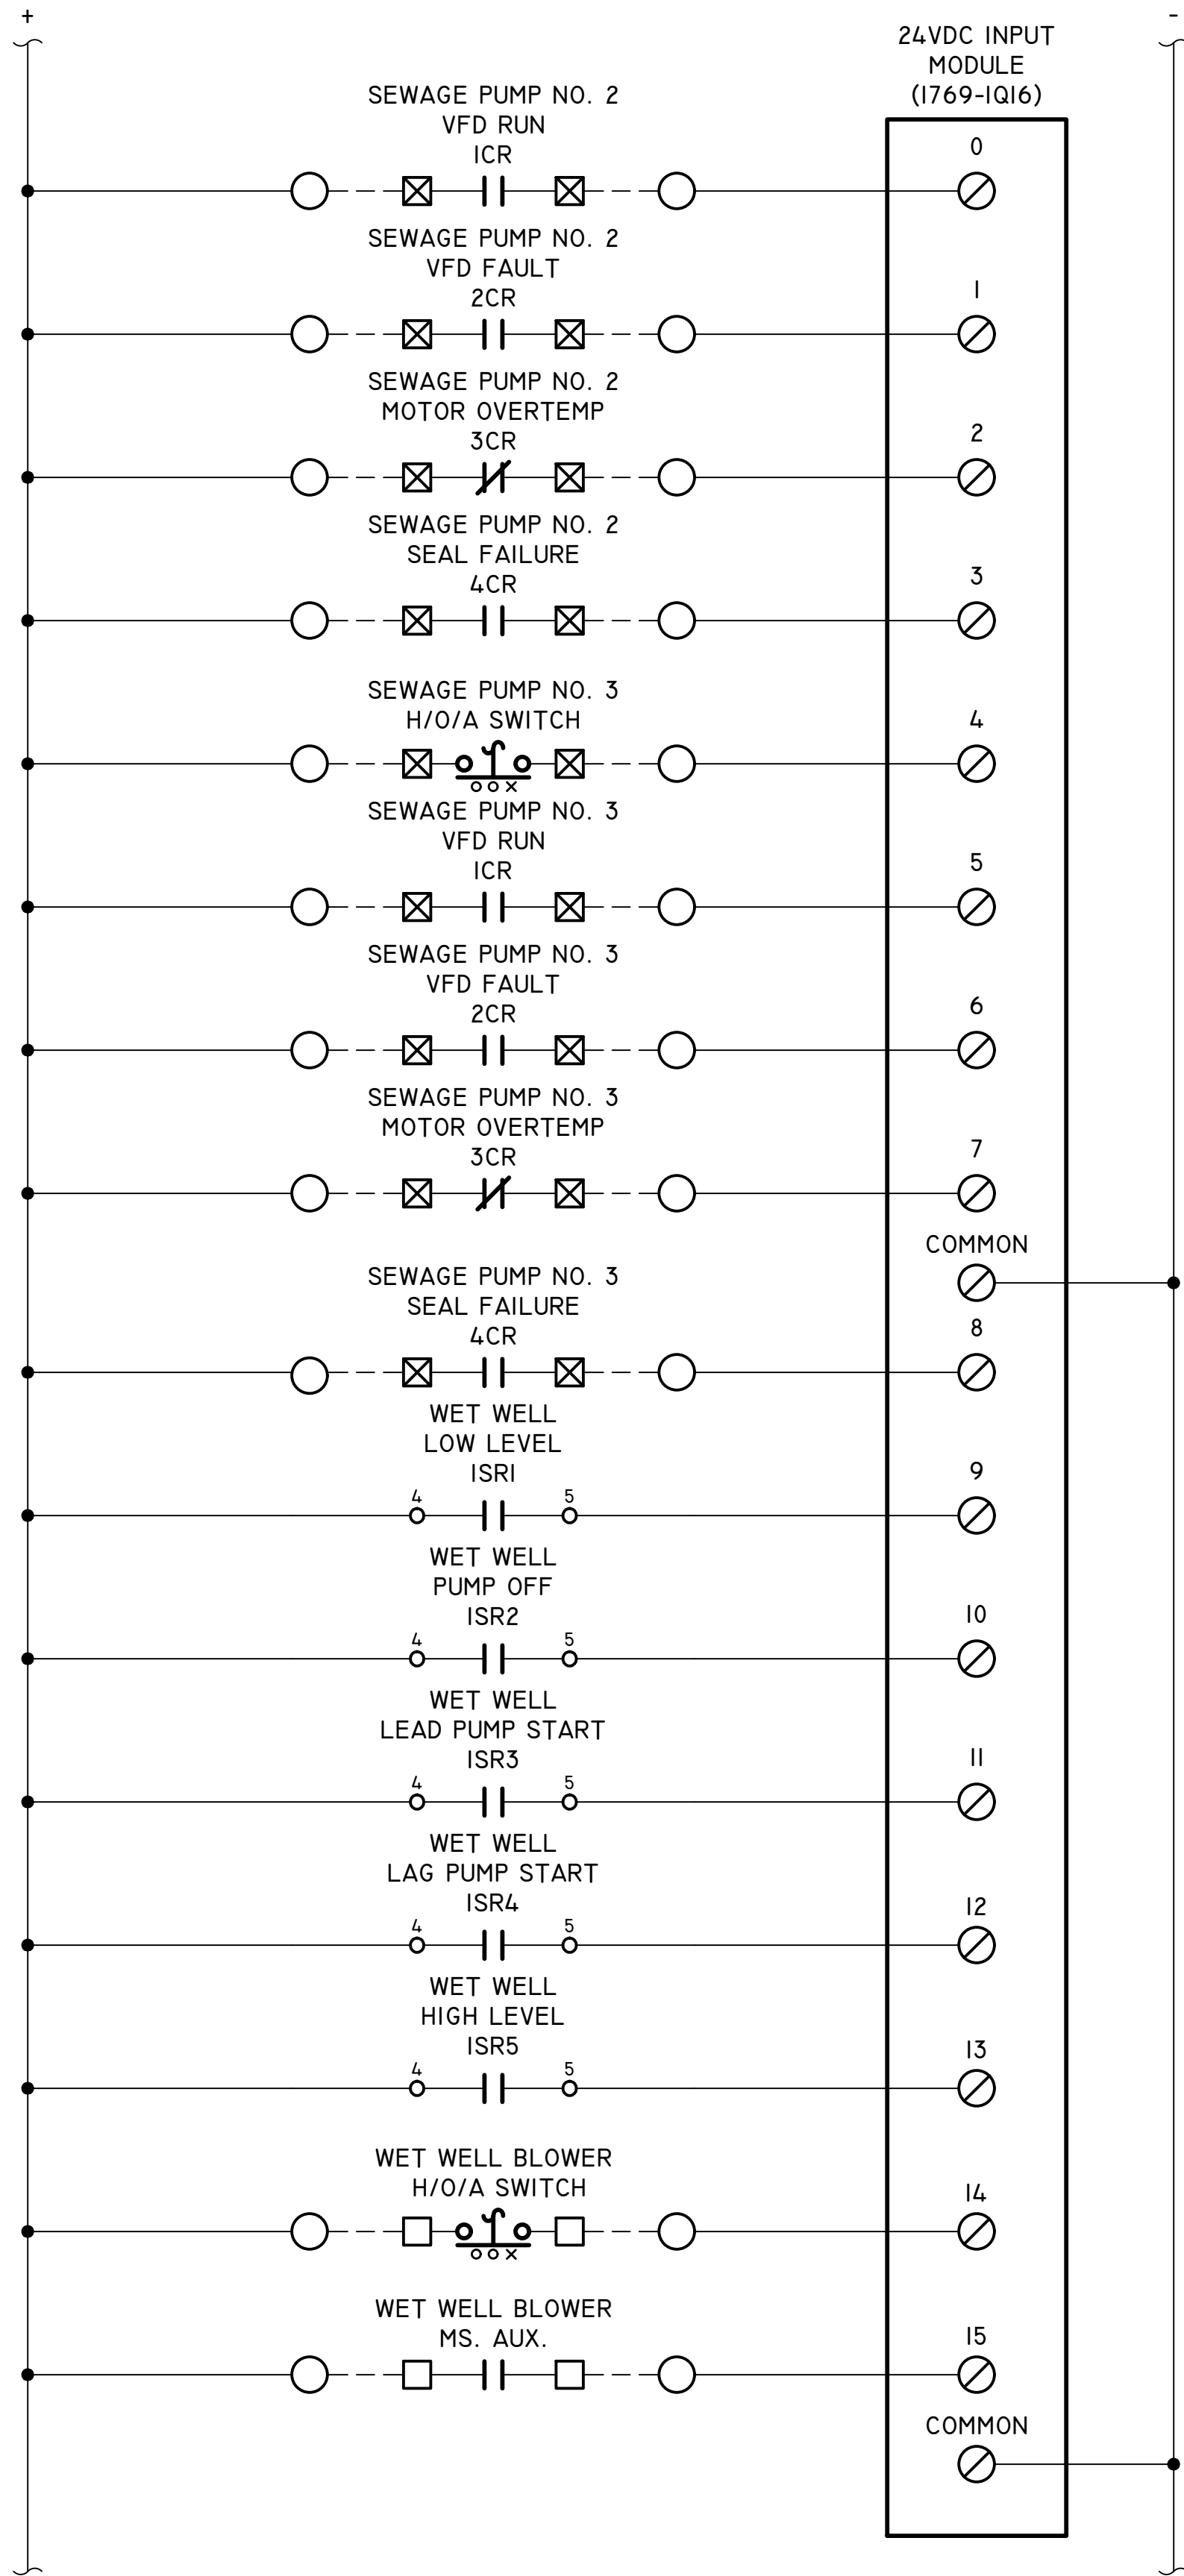 +
-
24VDC INPUT
MODULE
(1769-IQ16)
SEWAGE PUMP NO. 2
VFD RUN
1CR
0
SEWAGE PUMP NO. 2
VFD FAULT
2CR
1
SEWAGE PUMP NO. 2
MOTOR OVERTEMP
3CR
2
SEWAGE PUMP NO. 2
SEAL FAILURE
4CR
3
SEWAGE PUMP NO. 3
H/O/A SWITCH
4
OOX
SEWAGE PUMP NO. 3
VFD RUN
1CR
5
SEWAGE PUMP NO. 3
VFD FAULT
2CR
6
SEWAGE PUMP NO. 3
MOTOR OVERTEMP
3CR
7
COMMON
SEWAGE PUMP NO. 3
SEAL FAILURE
4CR
8
WET WELL
LOW LEVEL
1SR1
4 5
9
WET WELL
PUMP OFF
1SR2
4 5
10
WET WELL
LEAD PUMP START
1SR3
4 5
11
WET WELL
LAG PUMP START
1SR4
4 5
12
WET WELL
HIGH LEVEL
1SR5
4 5
13
WET WELL BLOWER
H/O/A SWITCH
14
OOX
WET WELL BLOWER
MS. AUX.
15
COMMON